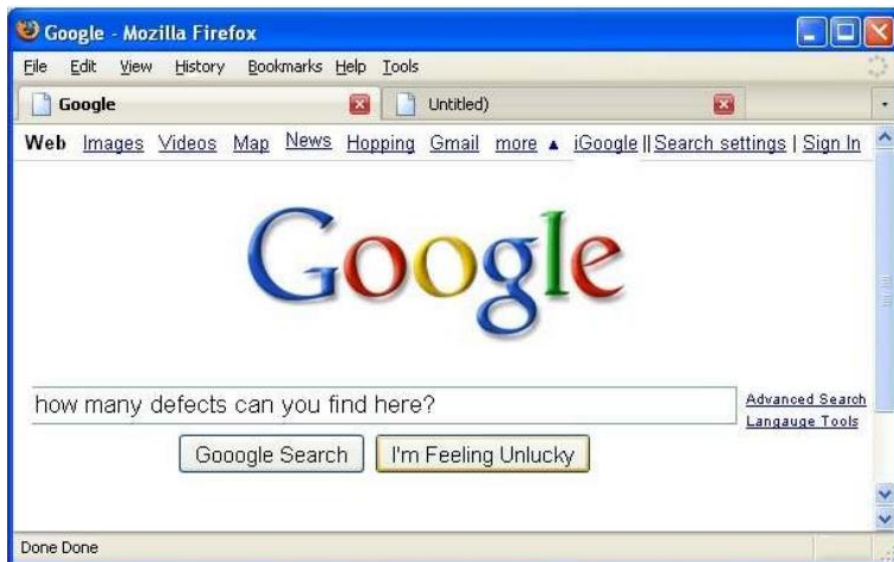 Google - Mozilla Firefox
File Edit View History Bookmarks Help Tools
Google Untitled)
Web Images Videos Map News Hopping Gmail more ▲ iGoogle || Search settings | Sign In
Google
how many defects can you find here?
Advanced Search
Langauge Tools
Gooogle Search I'm Feeling Unlucky
Done Done